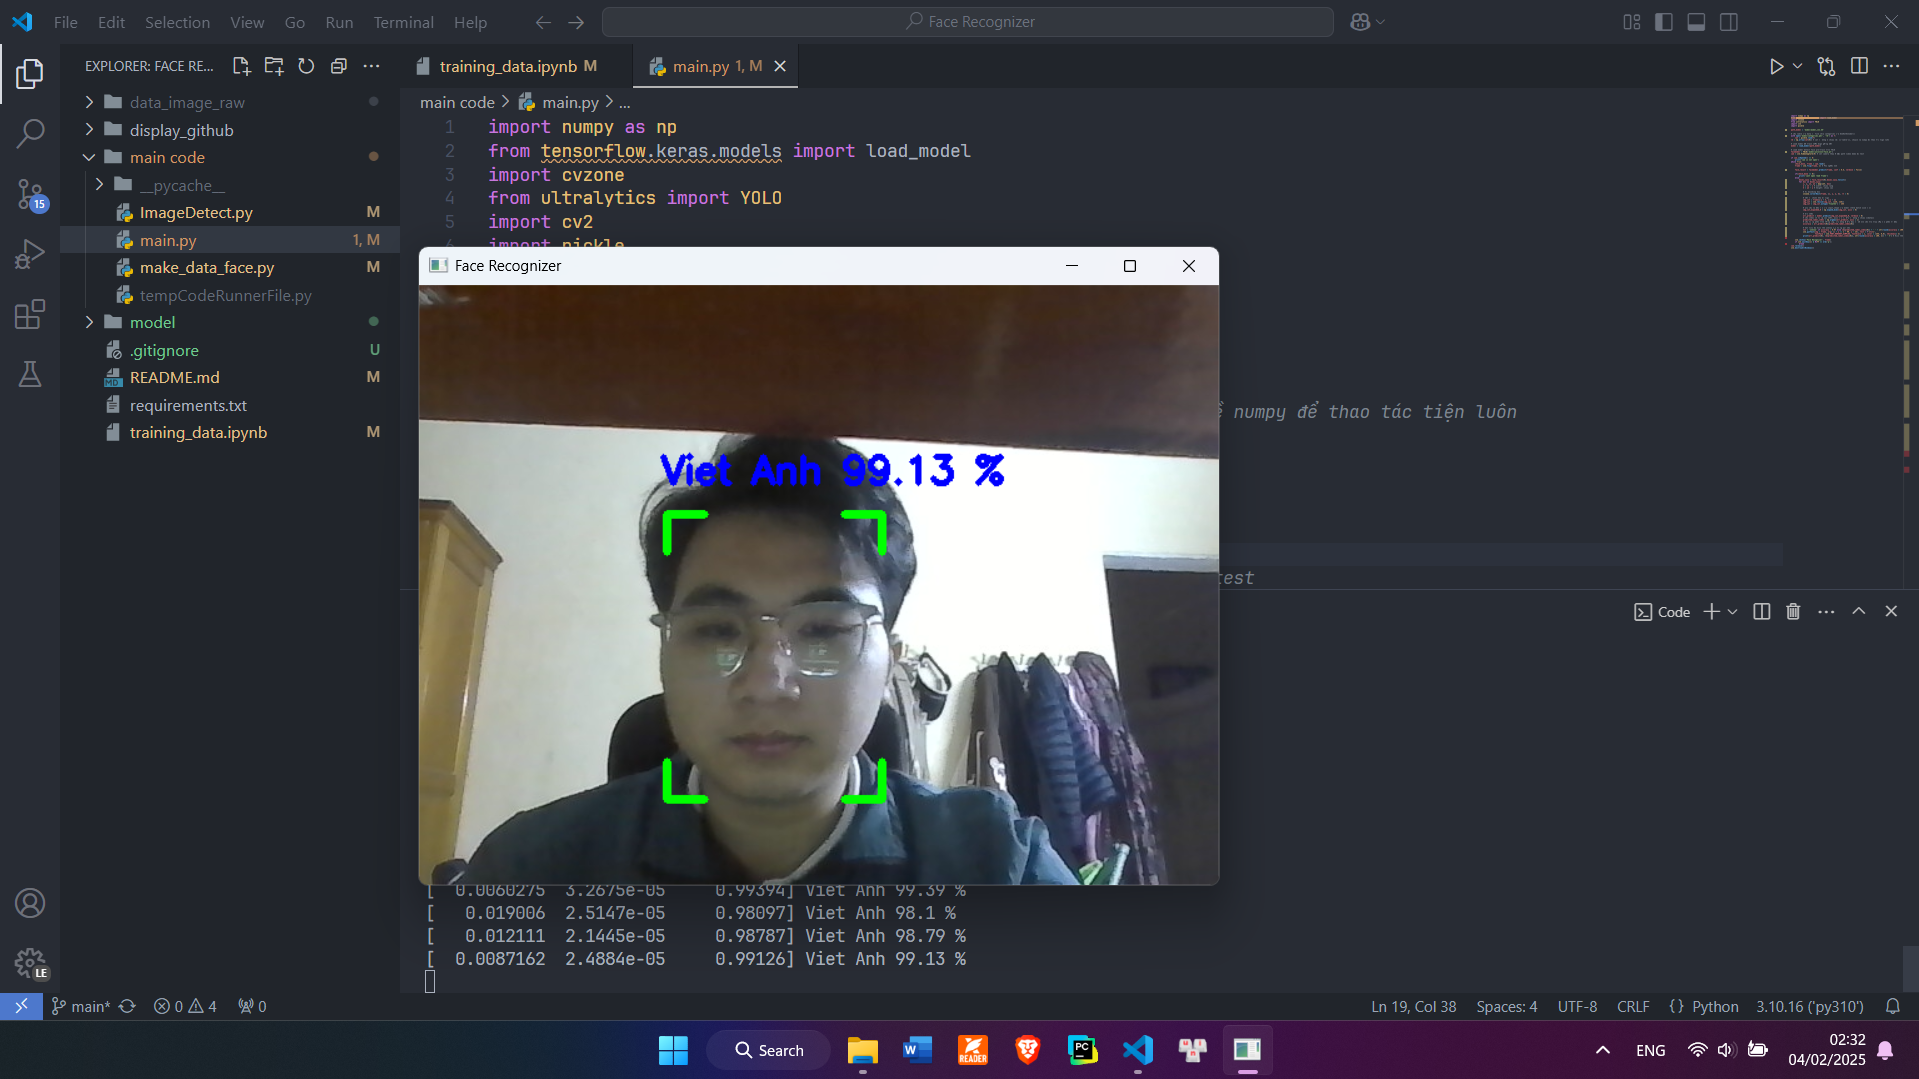 File Edit Selection View Go Run Terminal Help
Face Recognizer
EXPLORER: FACE RE...
data_image_raw
display_github
main code
__pycache__
ImageDetect.py M
main.py 1, M
make_data_face.py M
tempCodeRunnerFile.py
model
.gitignore U
README.md M
requirements.txt
training_data.ipynb M
15
LE
training_data.ipynb M
main.py 1, M
main code > main.py > ...
1 import numpy as np
2 from tensorflow.keras.models import load_model
3 import cvzone
4 from ultralytics import YOLO
5 import cv2
6 import pickle
numpy để thao tác tiện luôn
test
Face Recognizer
Viet Anh 99.13 %
Code
[ 0.0060275 3.2675e-05 0.99394] Viet Anh 99.39 %
[ 0.019006 2.5147e-05 0.98097] Viet Anh 98.1 %
[ 0.012111 2.1445e-05 0.98787] Viet Anh 98.79 %
[ 0.0087162 2.4884e-05 0.99126] Viet Anh 99.13 %
main* 0 4 0
Ln 19, Col 38 Spaces: 4 UTF-8 CRLF {} Python 3.10.16 ('py310')
Search
W
READER
PC
ENG
02:32
04/02/2025